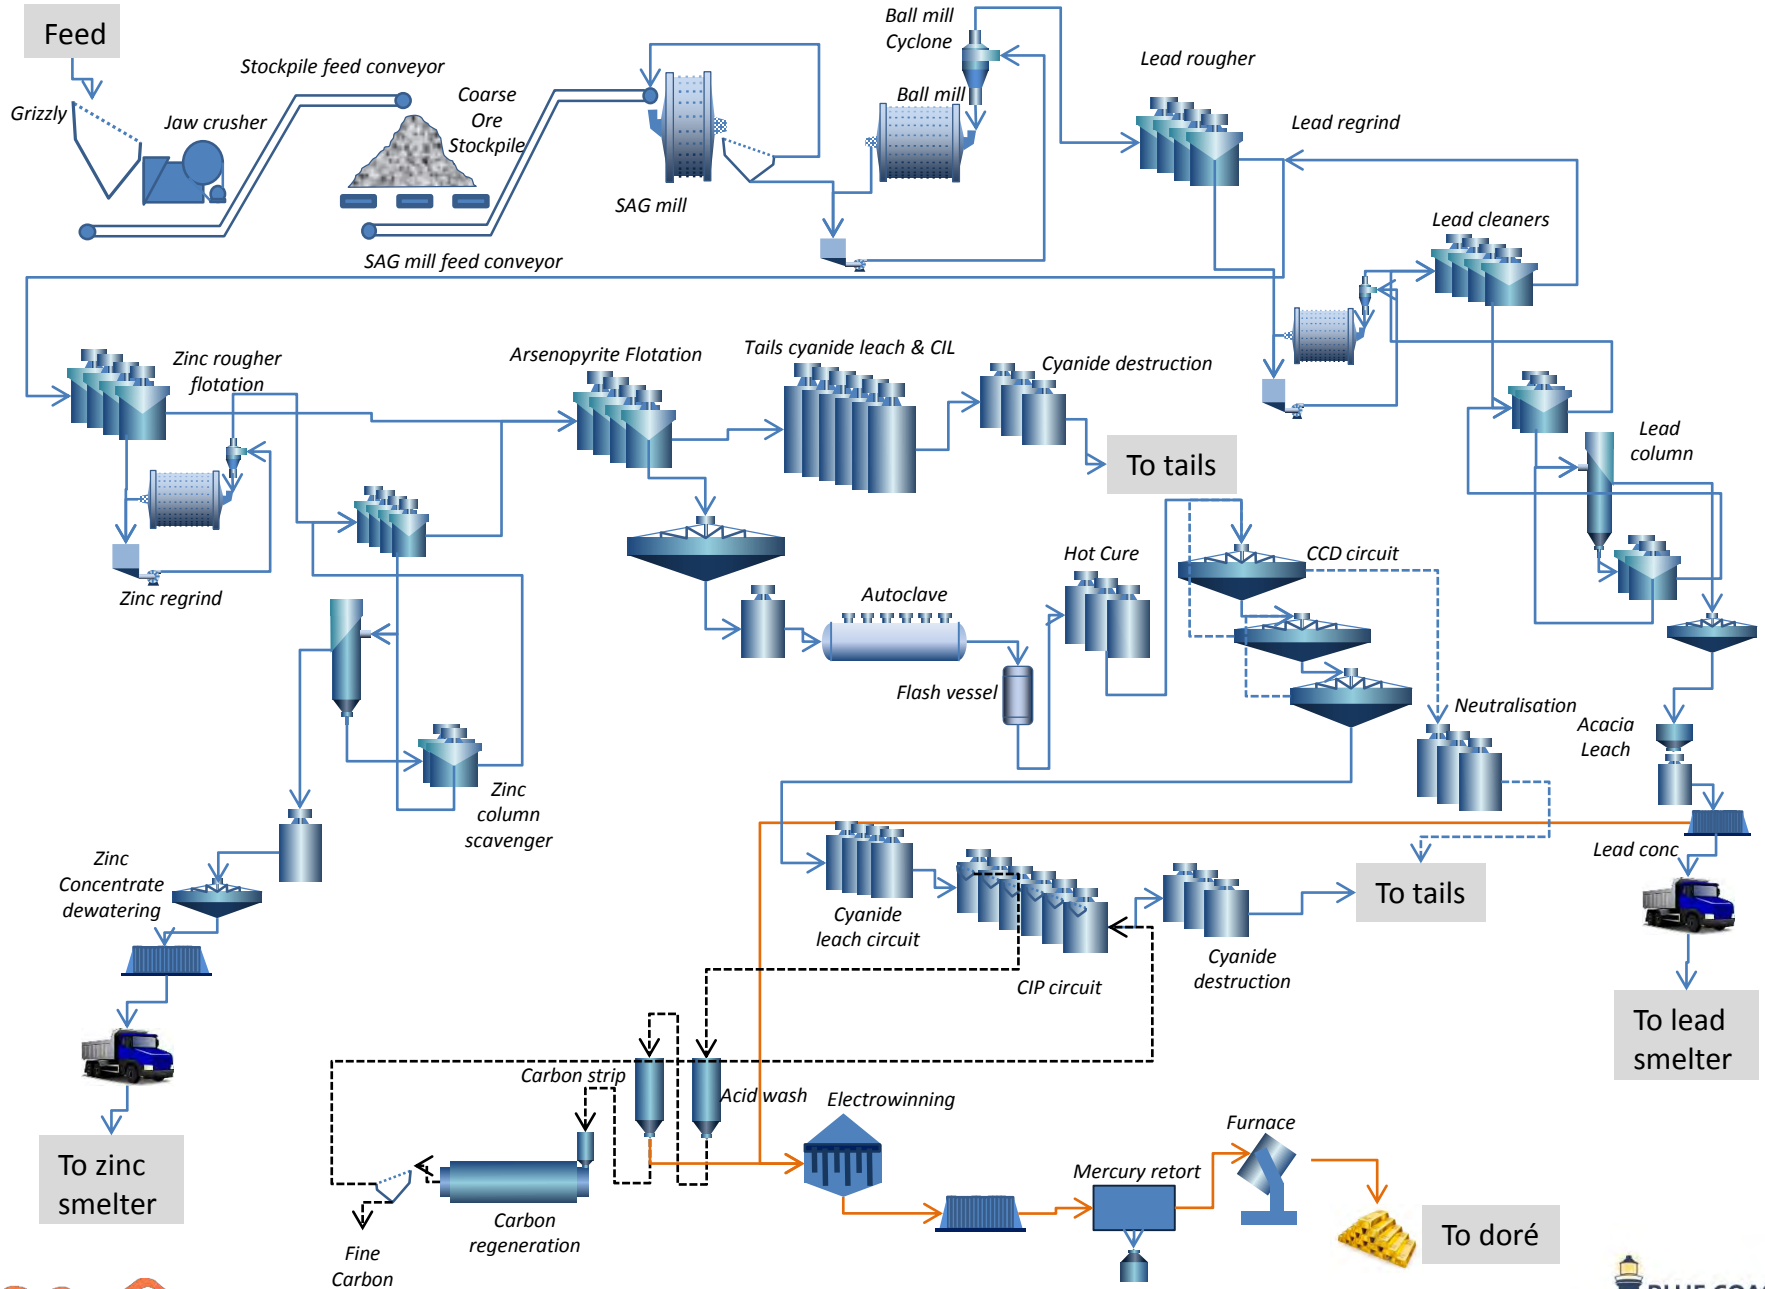 Feed
Grizzly
Jaw crusher
Stockpile feed conveyor
Coarse
Ore
Stockpile
SAG mill feed conveyor
SAG mill
Ball mill
Cyclone
Ball mill
Lead rougher
Lead regrind
Lead cleaners
Zinc rougher
flotation
Zinc regrind
Arsenopyrite Flotation
Tails cyanide leach & CIL
Cyanide destruction
To tails
Lead
column
Hot Cure
CCD circuit
Autoclave
Flash vessel
Neutralisation
Acacia
Leach
Zinc
column
scavenger
Zinc
Concentrate
dewatering
Cyanide
leach circuit
CIP circuit
Cyanide
destruction
To tails
Lead conc
To lead
smelter
To zinc
smelter
Carbon strip
Acid wash
Electrowinning
Furnace
Mercury retort
Carbon
regeneration
Fine
Carbon
To doré